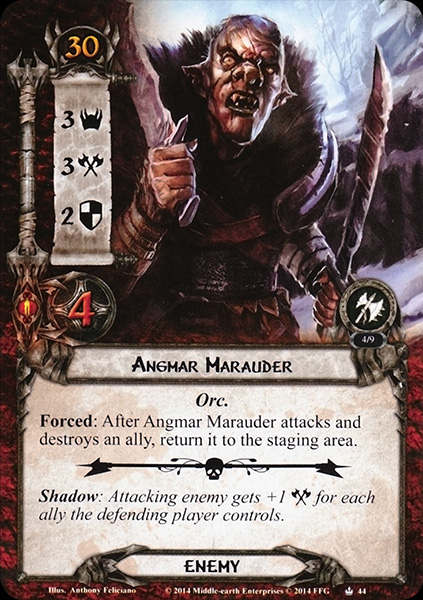 30
3
3
2
4
4/9
Angmar Marauder
Orc.
Forced: After Angmar Marauder attacks and
destroys an ally, return it to the staging area.
Shadow: Attacking enemy gets +1 for each
ally the defending player controls.
ENEMY
Illus. Anthony Feliciano © 2014 Middle-earth Enterprises © 2014 FFG 44